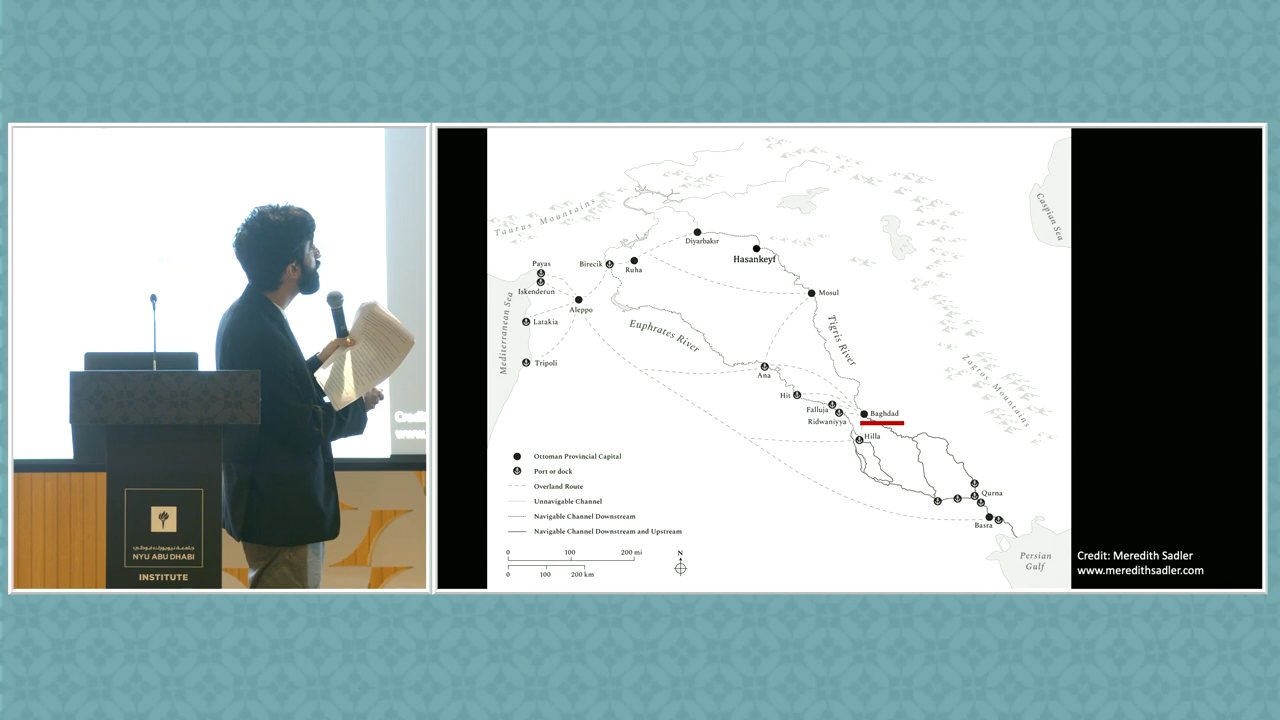 جامعة نيويورك أبوظبي
NYU ABU DHABI
INSTITUTE
Taurus Mountains
Caspian Sea
Diyarbakır
Hasankeyf
Payas
Birecik
Ruha
Iskenderun
Mosul
Aleppo
Mediterranean Sea
Latakia
Euphrates River
Tigris River
Tripoli
Ana
Zagros Mountains
Hit
Falluja
Ridwaniyya
Baghdad
Hilla
Qurna
Basra
Persian
Gulf
Ottoman Provincial Capital
Port or dock
Overland Route
Unnavigable Channel
Navigable Channel Downstream
Navigable Channel Downstream and Upstream
0 100 200 mi
0 100 200 km
N
Credit: Meredith Sadler
www.meredithsadler.com